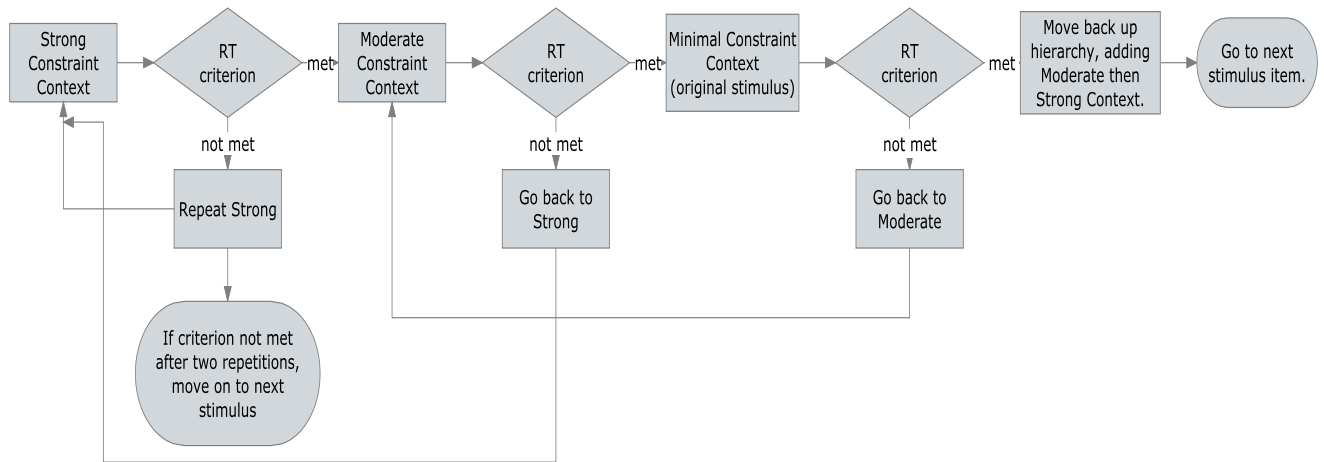 Strong
Constraint
Context
RT
criterion
met
Moderate
Constraint
Context
RT
criterion
met
Minimal Constraint
Context
(original stimulus)
RT
criterion
met
Move back up
hierarchy, adding
Moderate then
Strong Context.
Go to next
stimulus item.
not met
not met
not met
Repeat Strong
Go back to
Strong
Go back to
Moderate
If criterion not met
after two repetitions,
move on to next
stimulus